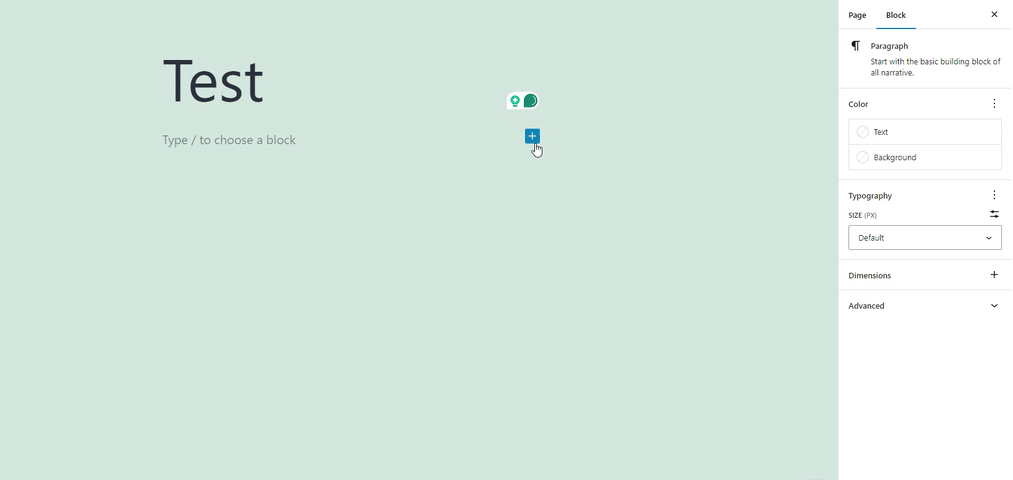 Page
Block
Test
Type / to choose a block
Paragraph
Start with the basic building block of
all narrative.
Color
Text
Background
Typography
SIZE (PX)
Default
Dimensions
Advanced